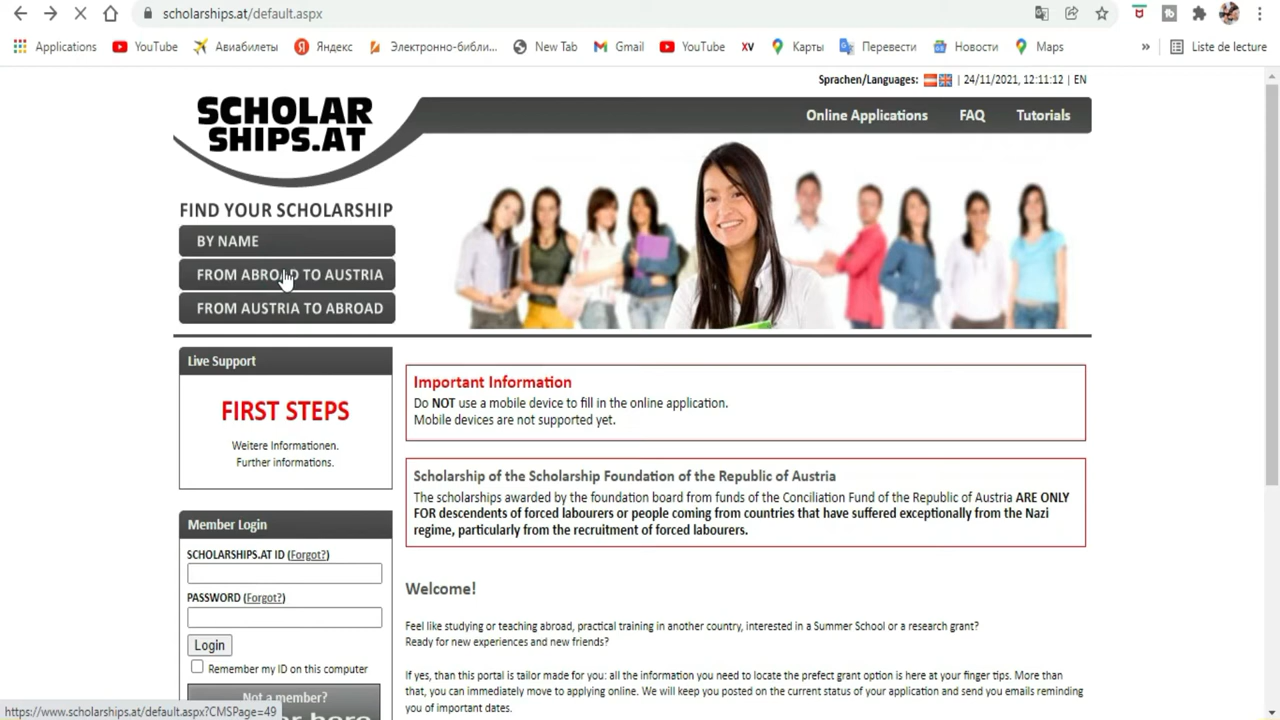 scholarships.at/default.aspx
Applications YouTube Авиабилеты Яндекс Электронно-библи... New Tab Gmail YouTube XV Карты Перевести Новости Maps » Liste de lecture
Sprachen/Languages: | 24/11/2021, 12:11:12 | EN
SCHOLAR
SHIPS.AT
Online Applications FAQ Tutorials
FIND YOUR SCHOLARSHIP
BY NAME
FROM ABROAD TO AUSTRIA
FROM AUSTRIA TO ABROAD
Live Support
FIRST STEPS
Weitere Informationen.
Further informations.
Member Login
SCHOLARSHIPS.AT ID (Forgot?)
PASSWORD (Forgot?)
Login
Remember my ID on this computer
Not a member?
Important Information
Do NOT use a mobile device to fill in the online application.
Mobile devices are not supported yet.
Scholarship of the Scholarship Foundation of the Republic of Austria
The scholarships awarded by the foundation board from funds of the Conciliation Fund of the Republic of Austria ARE ONLY
FOR descendents of forced labourers or people coming from countries that have suffered exceptionally from the Nazi
regime, particularly from the recruitment of forced labourers.
Welcome!
Feel like studying or teaching abroad, practical training in another country, interested in a Summer School or a research grant?
Ready for new experiences and new friends?
If yes, than this portal is tailor made for you: all the information you need to locate the prefect grant option is here at your finger tips. More than
that, you can immediately move to applying online. We will keep you posted on the current status of your application and send you emails reminding
you of important dates.
https://www.scholarships.at/default.aspx?CMSPage=49